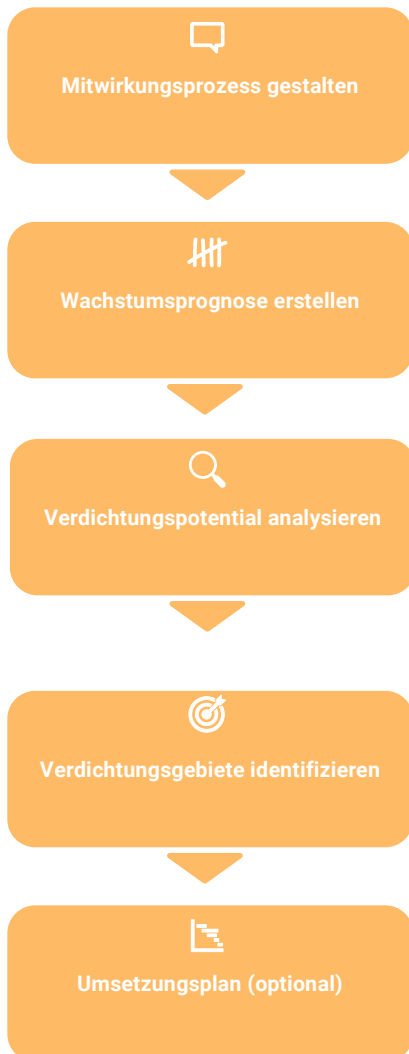 Mitwirkungsprozess gestalten
Wachstumsprognose erstellen
Verdichtungspotential analysieren
Verdichtungsgebiete identifizieren
Umsetzungsplan (optional)